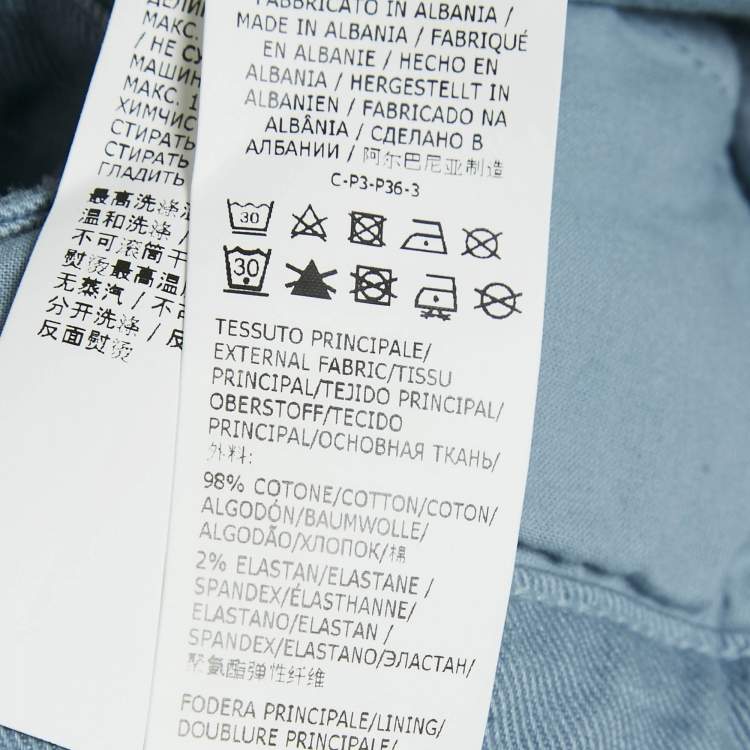 МАКС.
/ НЕ СУ
МАШИН
МАКС. 1
ХИМЧИС
СТИРАТЬ
СТИРАТЬ
ГЛАДИТЬ
最高洗涤
温和洗涤 /
不可滚筒干
熨烫最高温
无蒸汽 / 不可
分开洗涤 /
反面熨烫
FABBRICATO IN ALBANIA /
MADE IN ALBANIA / FABRIQUÉ
EN ALBANIE / HECHO EN
ALBANIA / HERGESTELLT IN
ALBANIEN / FABRICADO NA
ALBÂNIA / СДЕЛАНО В
АЛБАНИИ / 阿尔巴尼亚制造
C-P3-P36-3
30
30
TESSUTO PRINCIPALE/
EXTERNAL FABRIC/TISSU
PRINCIPAL/TEJIDO PRINCIPAL/
OBERSTOFF/TECIDO
PRINCIPAL/ОСНОВНАЯ ТКАНЬ/
外料:
98% COTONE/COTTON/COTON/
ALGODÓN/BAUMWOLLE/
ALGODÃO/ХЛОПОК/棉
2% ELASTAN/ELASTANE /
SPANDEX/ÉLASTHANNE/
ELASTANO/ELASTAN /
SPANDEX/ELASTANO/ЭЛАСТАН/
聚氨酯弹性纤维
FODERA PRINCIPALE/LINING/
DOUBLURE PRINCIPALE/